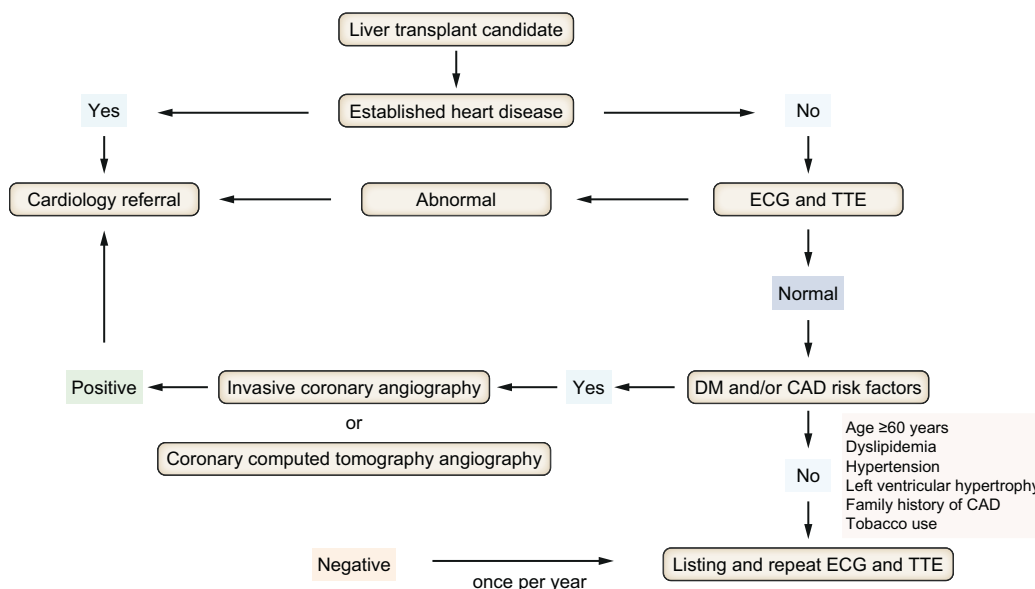 Liver transplant candidate
Yes
Established heart disease
No
Cardiology referral
Abnormal
ECG and TTE
Normal
Positive
Invasive coronary angiography
Yes
DM and/or CAD risk factors
or
Coronary computed tomography angiography
No
Age ≥60 years
Dyslipidemia
Hypertension
Left ventricular hypertrophy
Family history of CAD
Tobacco use
Negative
once per year
Listing and repeat ECG and TTE